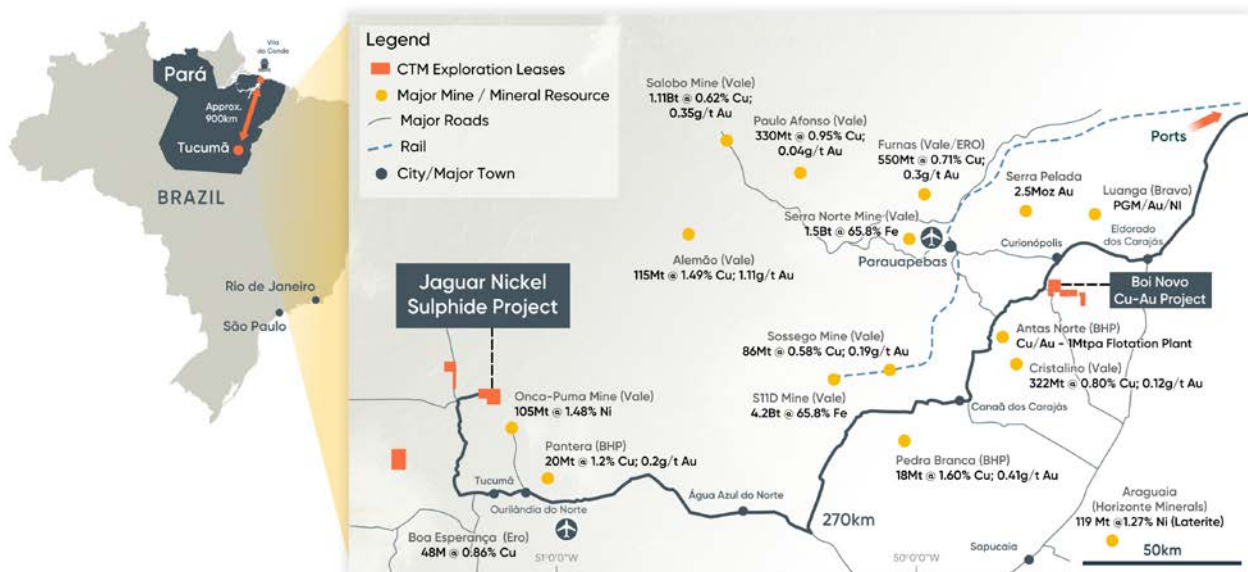 Vila
do Conde
Pará
Approx.
900km
Tucumã
BRAZIL
Rio de Janeiro
São Paulo
Legend
CTM Exploration Leases
Major Mine / Mineral Resource
Major Roads
Rail
City/Major Town
Salobo Mine (Vale)
1.11Bt @ 0.62% Cu;
0.35g/t Au
Paulo Afonso (Vale)
330Mt @ 0.95% Cu;
0.04g/t Au
Furnas (Vale/ERO)
550Mt @ 0.71% Cu;
0.3g/t Au
Ports
Serra Pelada
2.5Moz Au
Luanga (Bravo)
PGM/Au/NI
Serra Norte Mine (Vale)
1.5Bt @ 65.8% Fe
Parauapebas
Curionópolis
Eldorado
dos Carajás
Alemão (Vale)
115Mt @ 1.49% Cu; 1.11g/t Au
Jaguar Nickel
Sulphide Project
Boi Novo
Cu-Au Project
Antas Norte (BHP)
Cu/Au - 1Mtpa Flotation Plant
Sossego Mine (Vale)
86Mt @ 0.58% Cu; 0.19g/t Au
Cristalino (Vale)
322Mt @ 0.80% Cu; 0.12g/t Au
S11D Mine (Vale)
4.2Bt @ 65.8% Fe
Canaã dos Carajás
Onca-Puma Mine (Vale)
105Mt @ 1.48% Ni
Pantera (BHP)
20Mt @ 1.2% Cu; 0.2g/t Au
Pedra Branca (BHP)
18Mt @ 1.60% Cu; 0.41g/t Au
Tucumã
Ourilândia do Norte
Água Azul do Norte
270km
Araguaia
(Horizonte Minerals)
119 Mt @1.27% Ni (Laterite)
Boa Esperança (Ero)
48M @ 0.86% Cu
51°0'0"W
50°0'0"W
Sapucaia
50km